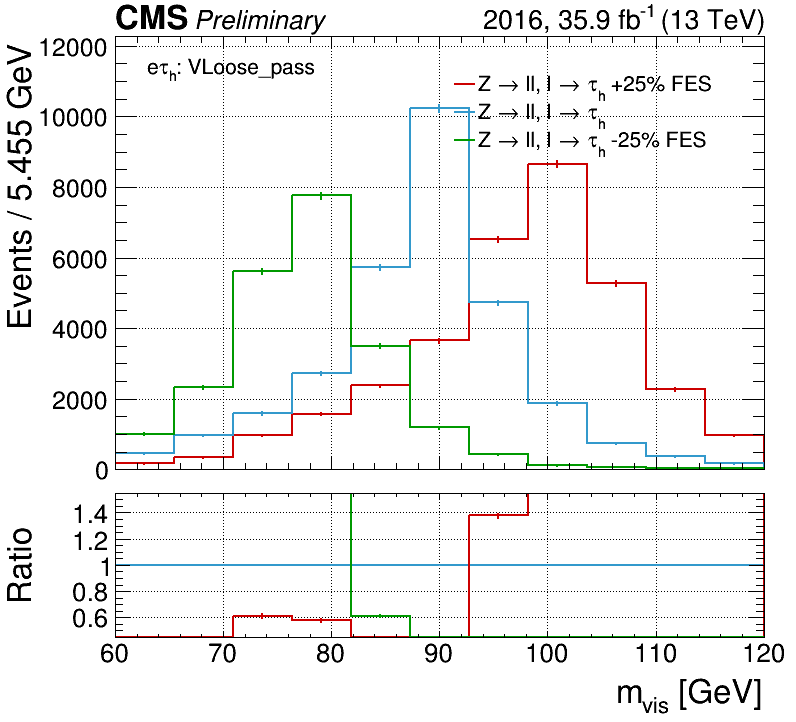 CMS Preliminary 2016, 35.9 fb⁻¹ (13 TeV)
eτh: VLoose_pass
Z → ll, l → τh +25% FES
Z → ll, l → τh
Z → ll, l → τh -25% FES
Events / 5.455 GeV
12000
10000
8000
6000
4000
2000
0
Ratio
1.4
1.2
1
0.8
0.6
60 70 80 90 100 110 120
mvis [GeV]